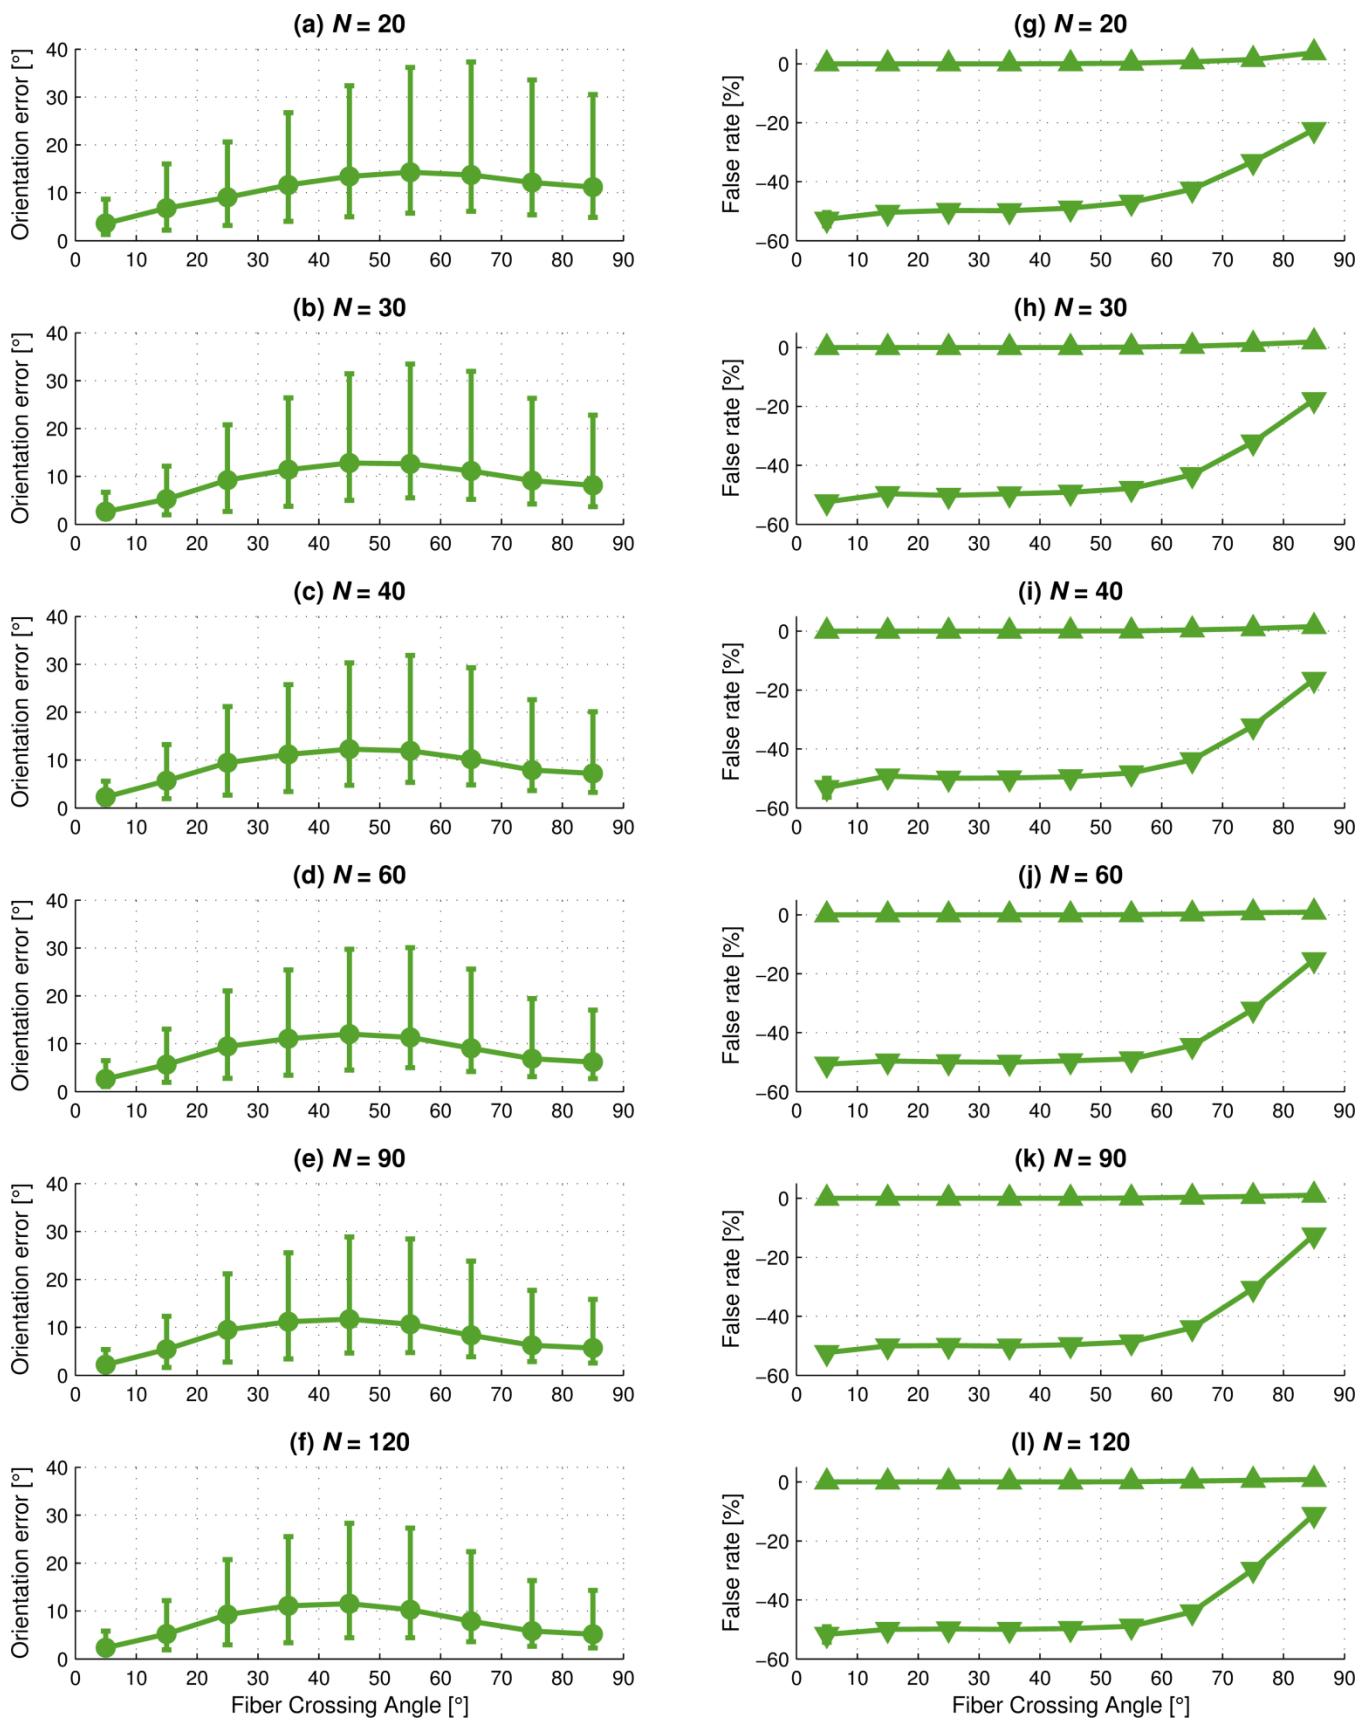 (a) N = 20
Orientation error [°]
40
30
20
10
0
0 10 20 30 40 50 60 70 80 90
(g) N = 20
False rate [%]
0
−20
−40
−60
0 10 20 30 40 50 60 70 80 90
(b) N = 30
Orientation error [°]
40
30
20
10
0
0 10 20 30 40 50 60 70 80 90
(h) N = 30
False rate [%]
0
−20
−40
−60
0 10 20 30 40 50 60 70 80 90
(c) N = 40
Orientation error [°]
40
30
20
10
0
0 10 20 30 40 50 60 70 80 90
(i) N = 40
False rate [%]
0
−20
−40
−60
0 10 20 30 40 50 60 70 80 90
(d) N = 60
Orientation error [°]
40
30
20
10
0
0 10 20 30 40 50 60 70 80 90
(j) N = 60
False rate [%]
0
−20
−40
−60
0 10 20 30 40 50 60 70 80 90
(e) N = 90
Orientation error [°]
40
30
20
10
0
0 10 20 30 40 50 60 70 80 90
(k) N = 90
False rate [%]
0
−20
−40
−60
0 10 20 30 40 50 60 70 80 90
(f) N = 120
Orientation error [°]
40
30
20
10
0
0 10 20 30 40 50 60 70 80 90
Fiber Crossing Angle [°]
(l) N = 120
False rate [%]
0
−20
−40
−60
0 10 20 30 40 50 60 70 80 90
Fiber Crossing Angle [°]